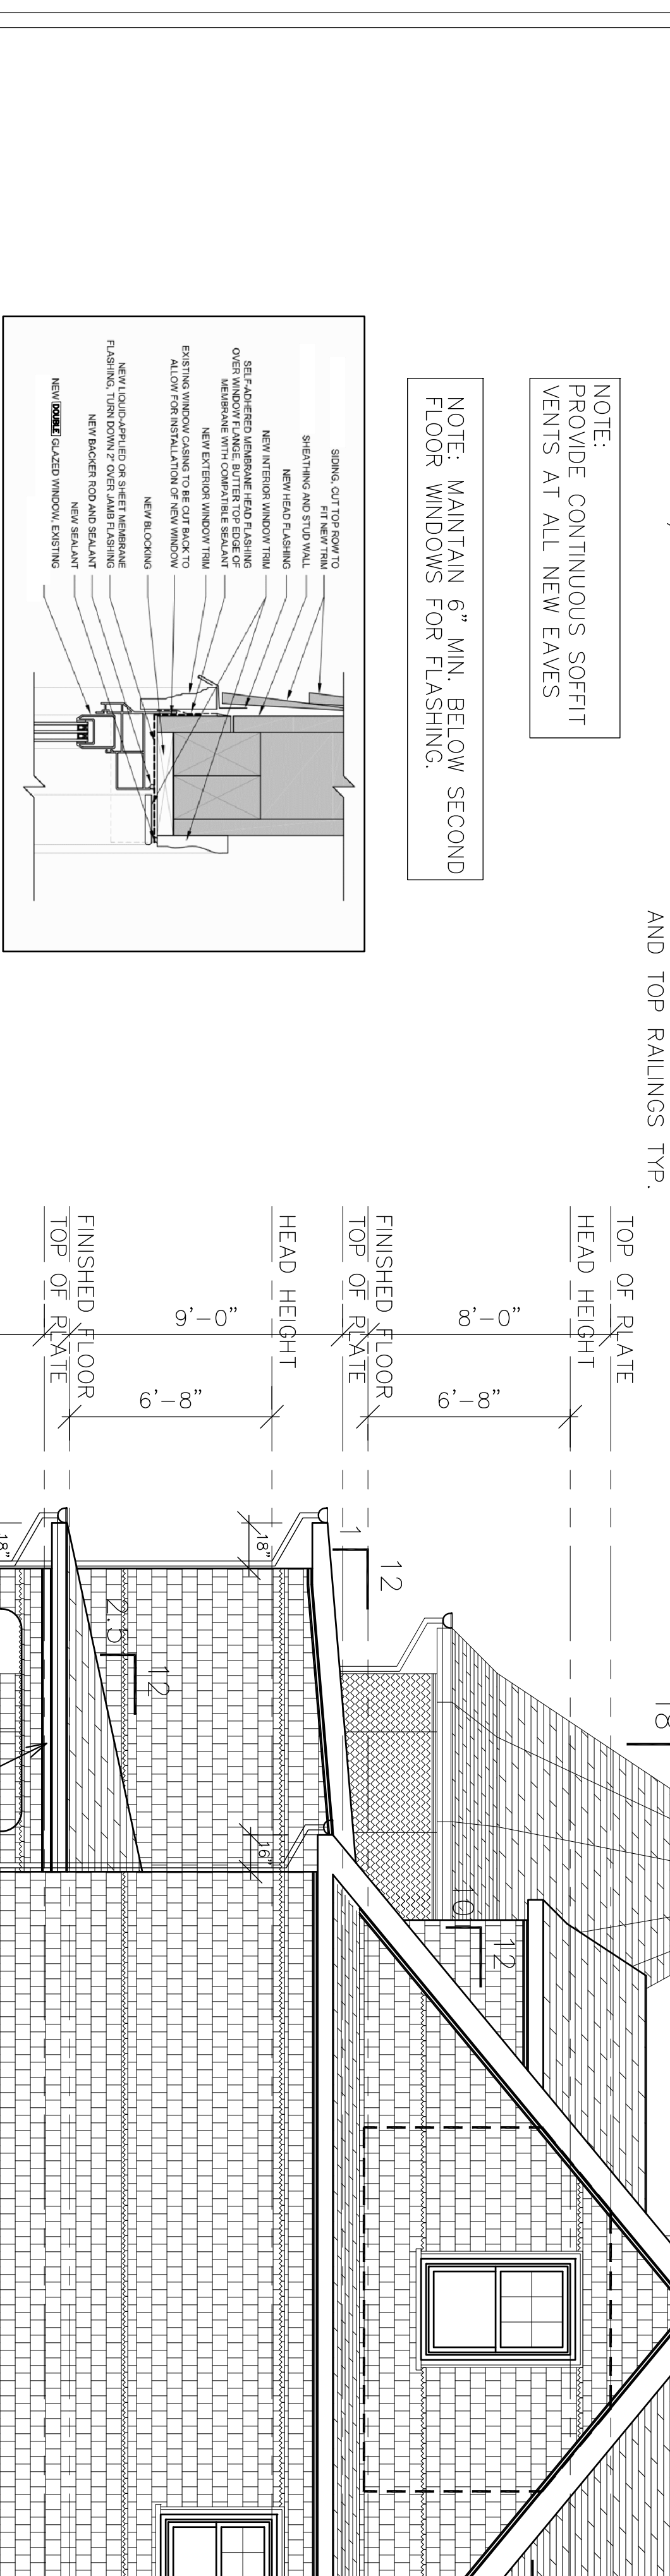 AND TOP RAILINGS TYP.
NOTE:
PROVIDE CONTINUOUS SOFFIT
VENTS AT ALL NEW EAVES
NOTE: MAINTAIN 6" MIN. BELOW SECOND
FLOOR WINDOWS FOR FLASHING.
SIDING, CUT TOP ROW TO
FIT NEW TRIM
SHEATHING AND STUD WALL
NEW HEAD FLASHING
NEW INTERIOR WINDOW TRIM
SELF-ADHERED MEMBRANE HEAD FLASHING
OVER WINDOW FLANGE, BUTTER TOP EDGE OF
MEMBRANE WITH COMPATIBLE SEALANT
NEW EXTERIOR WINDOW TRIM
EXISTING WINDOW CASING TO BE CUT BACK TO
ALLOW FOR INSTALLATION OF NEW WINDOW
NEW BLOCKING
NEW LIQUID-APPLIED OR SHEET MEMBRANE
FLASHING, TURN DOWN 2" OVER JAMB FLASHING
NEW BACKER ROD AND SEALANT
NEW SEALANT
NEW DOUBLE GLAZED WINDOW, EXISTING
TOP OF PLATE
HEAD HEIGHT
8'-0"
6'-8"
FINISHED FLOOR
TOP OF PLATE
HEAD HEIGHT
9'-0"
6'-8"
FINISHED FLOOR
TOP OF PLATE
18
12
1
18"
18"
12
2.5
16"
12
10